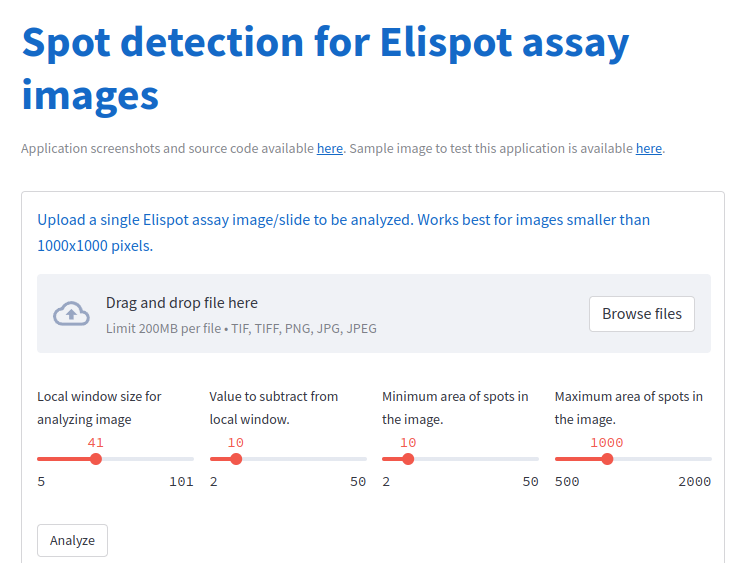 Spot detection for Elispot assay
images
Application screenshots and source code available here. Sample image to test this application is available here.
Upload a single Elispot assay image/slide to be analyzed. Works best for images smaller than
1000x1000 pixels.
Drag and drop file here
Limit 200MB per file • TIF, TIFF, PNG, JPG, JPEG
Browse files
Local window size for
analyzing image
41
5 101
Value to subtract from
local window.
10
2 50
Minimum area of spots in
the image.
10
2 50
Maximum area of spots in
the image.
1000
500 2000
Analyze